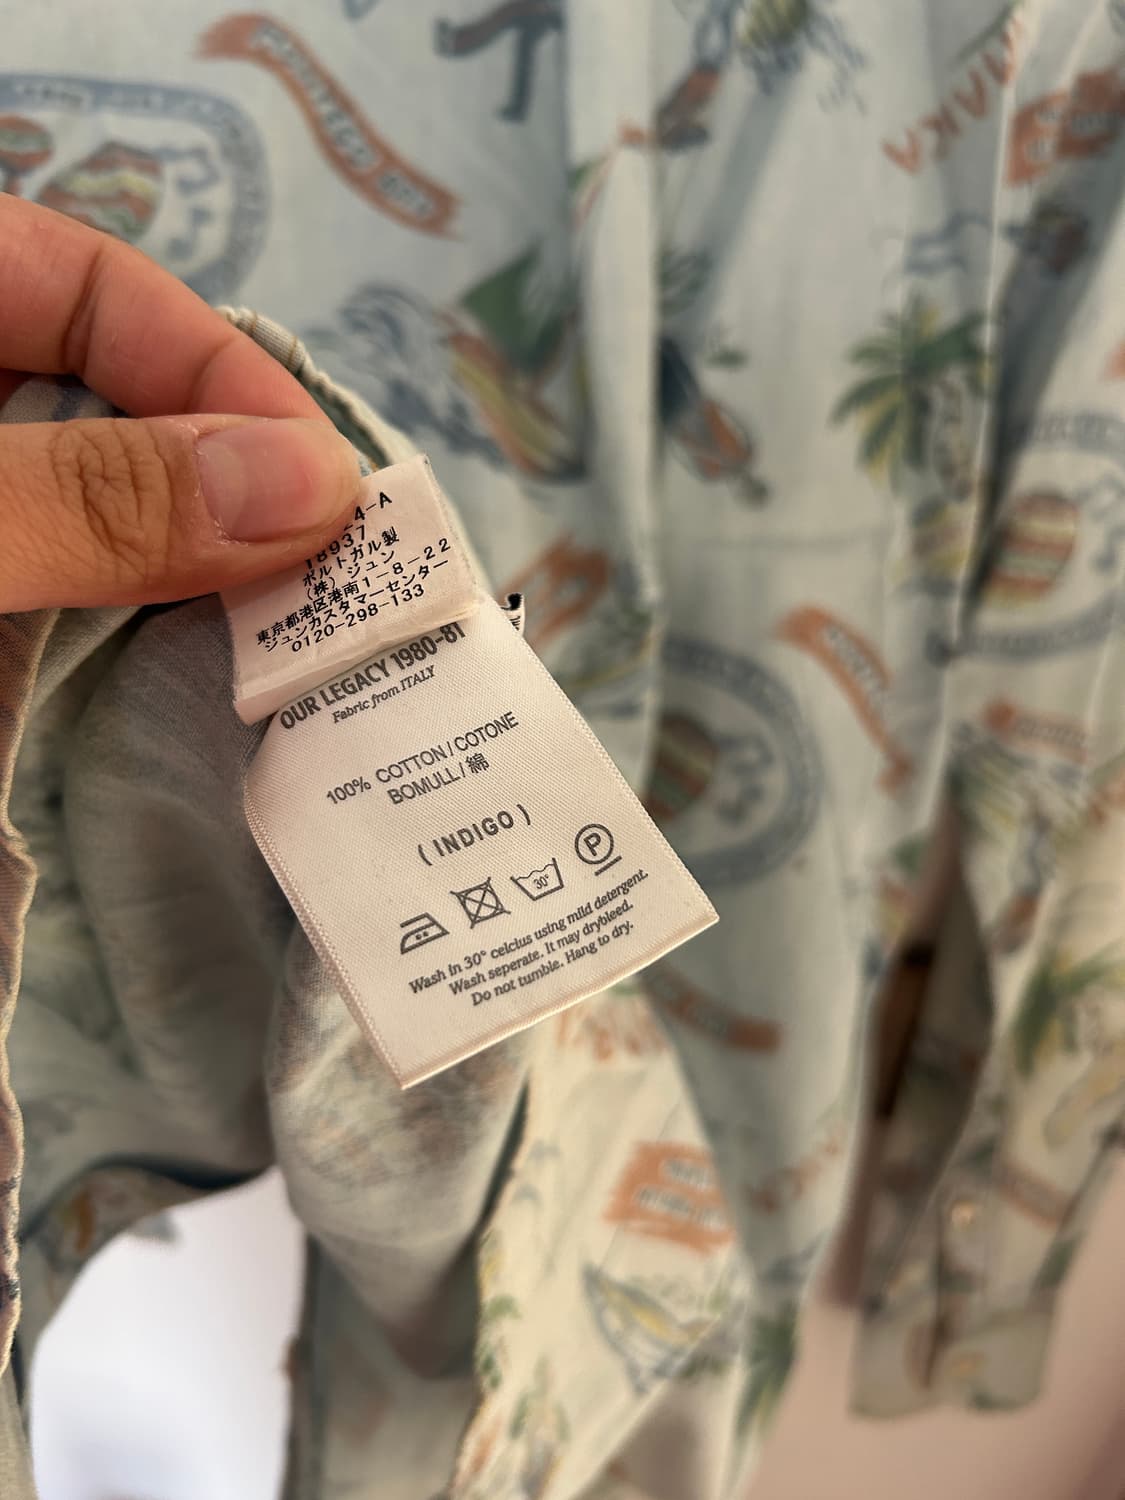 4-A
18937
ポルトガル製
（株）ジュン
東京都港区港南1-8-22
ジュンカスタマーセンター
0120-298-133
OUR LEGACY 1980-81
Fabric from ITALY
100% COTTON / COTONE
BOMULL / 綿
( INDIGO )
30°
P
Wash in 30° celcius using mild detergent.
Wash seperate. It may drybleed.
Do not tumble. Hang to dry.